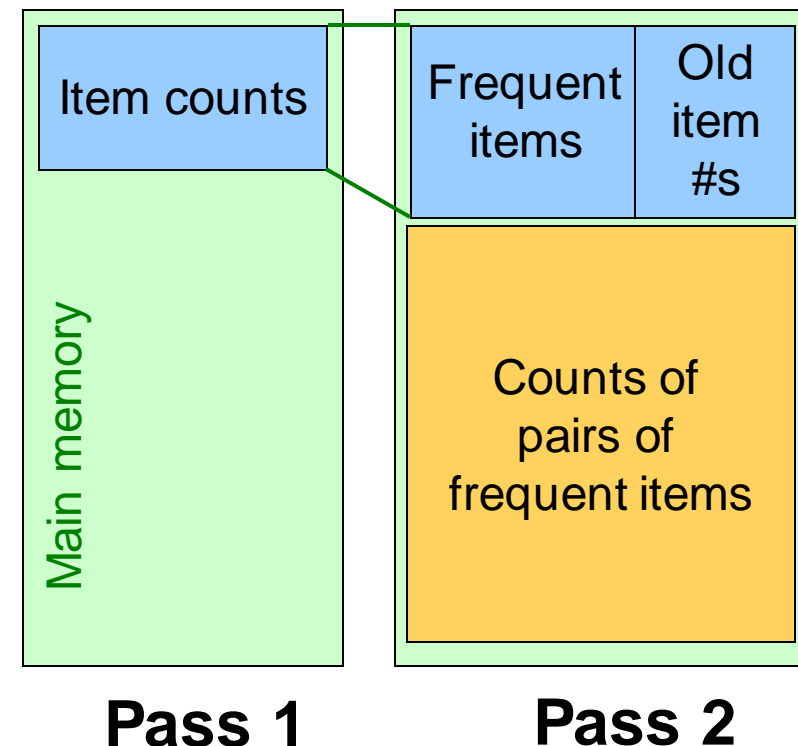 Item counts
Main memory
Pass 1
Frequent
items
Old
item
#s
Counts of
pairs of
frequent items
Pass 2